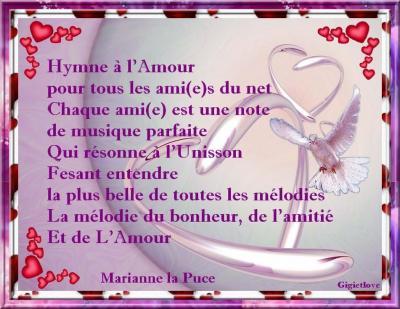 Hymne à l'Amour
pour tous les ami(e)s du net
Chaque ami(e) est une note
de musique parfaite
Qui résonne à l'Unisson
Fesant entendre
la plus belle de toutes les mélodies
La mélodie du bonheur, de l'amitié
Et de L'Amour
Marianne la Puce
Gigietlove